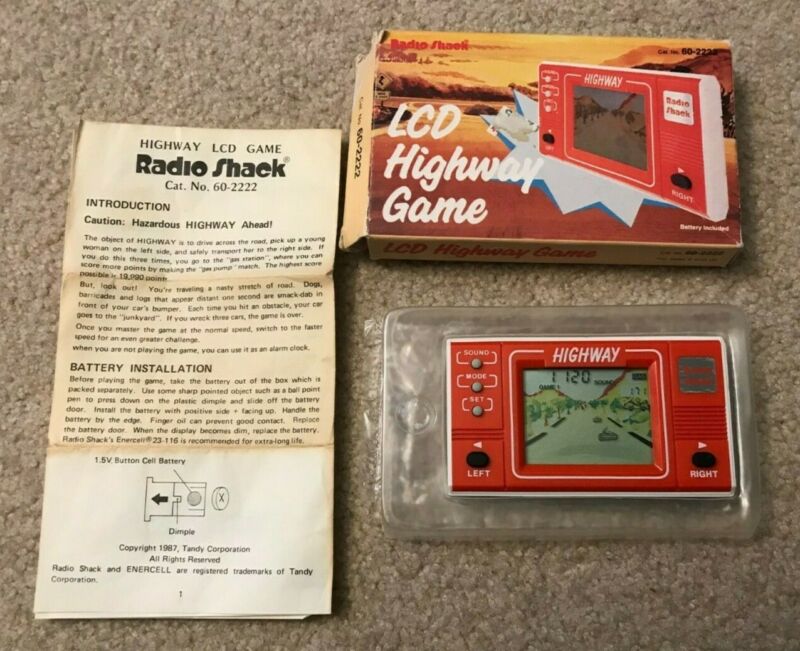 HIGHWAY LCD GAME
Radio Shack®
Cat. No. 60-2222
INTRODUCTION
Caution: Hazardous HIGHWAY Ahead!
The object of HIGHWAY is to drive across the road, pick up a young
woman on the left side, and safely transport her to the right side. If
you do this three times, you go to the "gas station", where you can
score more points by making the "gas pump" match. The highest score
possible is 19,990 points.
But, look out! You're traveling a nasty stretch of road. Dogs,
barricades and logs that appear distant one second are smack-dab in
front of your car's bumper. Each time you hit an obstacle, your car
goes to the "junkyard". If you wreck three cars, the game is over.
Once you master the game at the normal speed, switch to the faster
speed for an even greater challenge.
when you are not playing the game, you can use it as an alarm clock.
BATTERY INSTALLATION
Before playing the game, take the battery out of the box which is
packed separately. Use some sharp pointed object such as a ball point
pen to press down on the plastic dimple and slide off the battery
door. Install the battery with positive side + facing up. Handle the
battery by the edge. Finger oil can prevent good contact. Replace
the battery door. When the display becomes dim, replace the battery.
Radio Shack's Enercell® 23-116 is recommended for extra-long life.
1.5V Button Cell Battery
Dimple
Copyright 1987, Tandy Corporation
All Rights Reserved
Radio Shack and ENERCELL are registered trademarks of Tandy
Corporation.
1
Radio Shack
Cat. No. 60-2222
LCD
Highway
Game
HIGHWAY
Radio
Shack
RIGHT
Battery Included
Cat. No. 60-2222
LCD Highway Game
Cat. No. 60-2222
SOUND
MODE
SET
HIGHWAY
1120
SOUND
GAME 1
171
LEFT
RIGHT